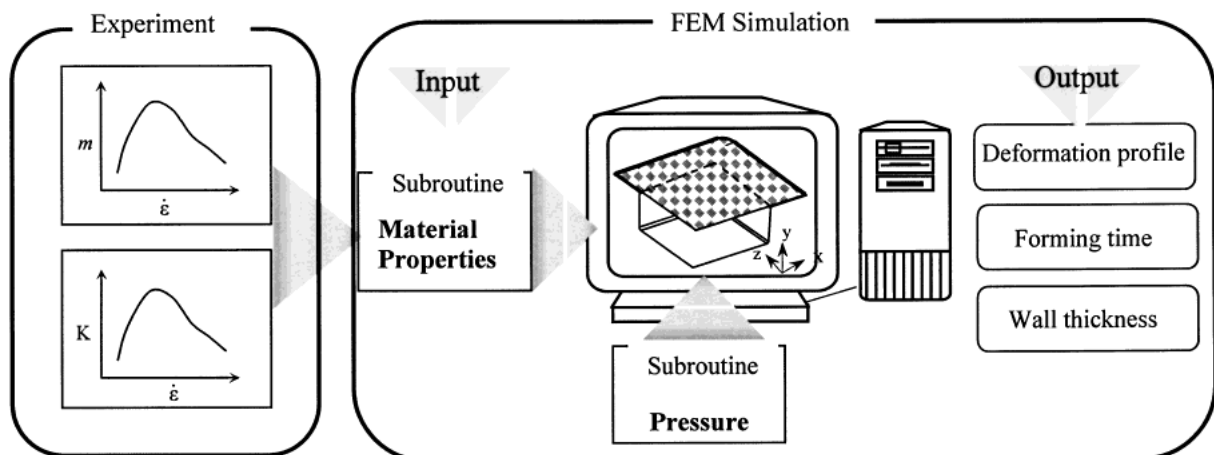 Experiment
m
ε̇
K
ε̇
FEM Simulation
Input
Subroutine
Material
Properties
y
z
x
Subroutine
Pressure
Output
Deformation profile
Forming time
Wall thickness